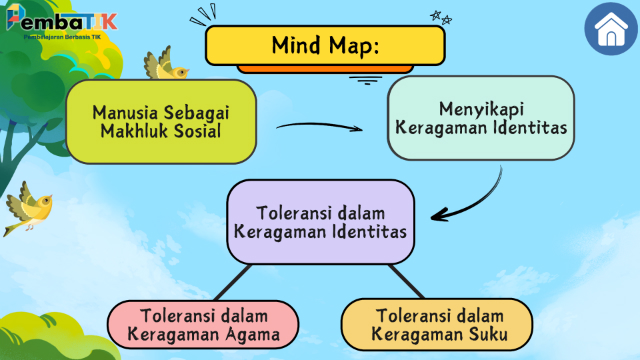 PembaTIK
Pembelajaran Berbasis TIK
Mind Map:
Manusia Sebagai
Makhluk Sosial
Menyikapi
Keragaman Identitas
Toleransi dalam
Keragaman Identitas
Toleransi dalam
Keragaman Agama
Toleransi dalam
Keragaman Suku